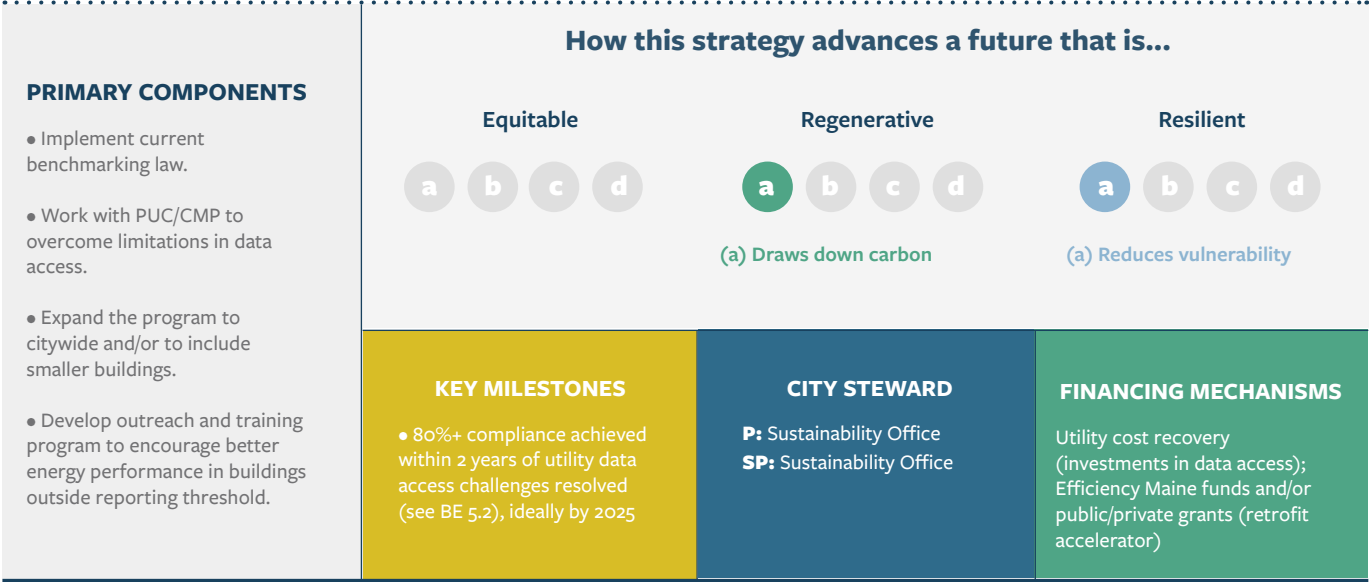 PRIMARY COMPONENTS
• Implement current
benchmarking law.
• Work with PUC/CMP to
overcome limitations in data
access.
• Expand the program to
citywide and/or to include
smaller buildings.
• Develop outreach and training
program to encourage better
energy performance in buildings
outside reporting threshold.
How this strategy advances a future that is...
Equitable
a b c d
Regenerative
a b c d
(a) Draws down carbon
Resilient
a b c d
(a) Reduces vulnerability
KEY MILESTONES
• 80%+ compliance achieved
within 2 years of utility data
access challenges resolved
(see BE 5.2), ideally by 2025
CITY STEWARD
P: Sustainability Office
SP: Sustainability Office
FINANCING MECHANISMS
Utility cost recovery
(investments in data access);
Efficiency Maine funds and/or
public/private grants (retrofit
accelerator)